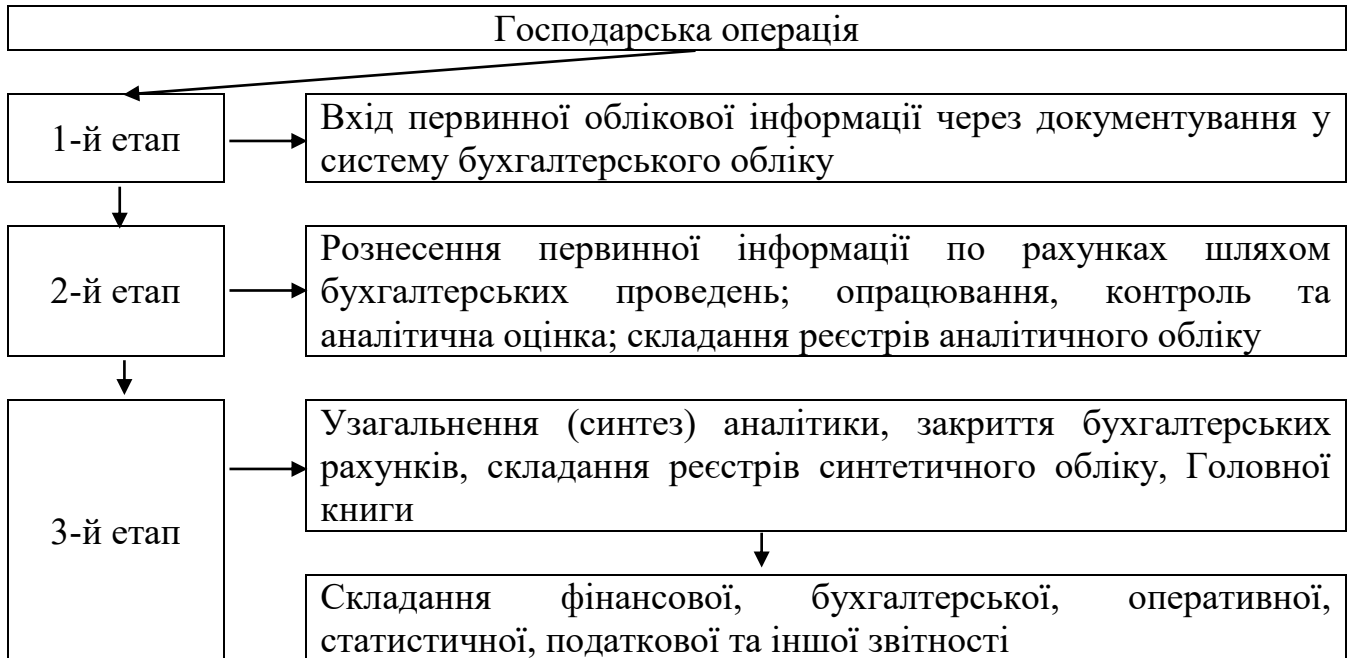 Господарська операція
1-й етап
Вхід первинної облікової інформації через документування у
систему бухгалтерського обліку
2-й етап
Рознесення первинної інформації по рахунках шляхом
бухгалтерських проведень; опрацювання, контроль та
аналітична оцінка; складання реєстрів аналітичного обліку
3-й етап
Узагальнення (синтез) аналітики, закриття бухгалтерських
рахунків, складання реєстрів синтетичного обліку, Головної
книги
Складання фінансової, бухгалтерської, оперативної,
статистичної, податкової та іншої звітності